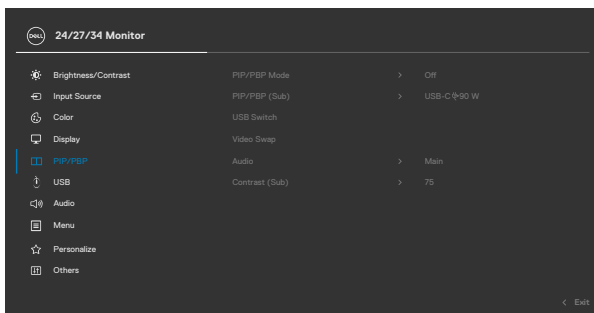 DELL 24/27/34 Monitor
Brightness/Contrast PIP/PBP Mode > Off
Input Source PIP/PBP (Sub) > USB-C 90 W
Color USB Switch
Display Video Swap
PIP/PBP Audio > Main
USB Contrast (Sub) > 75
Audio
Menu
Personalize
Others
< Exit